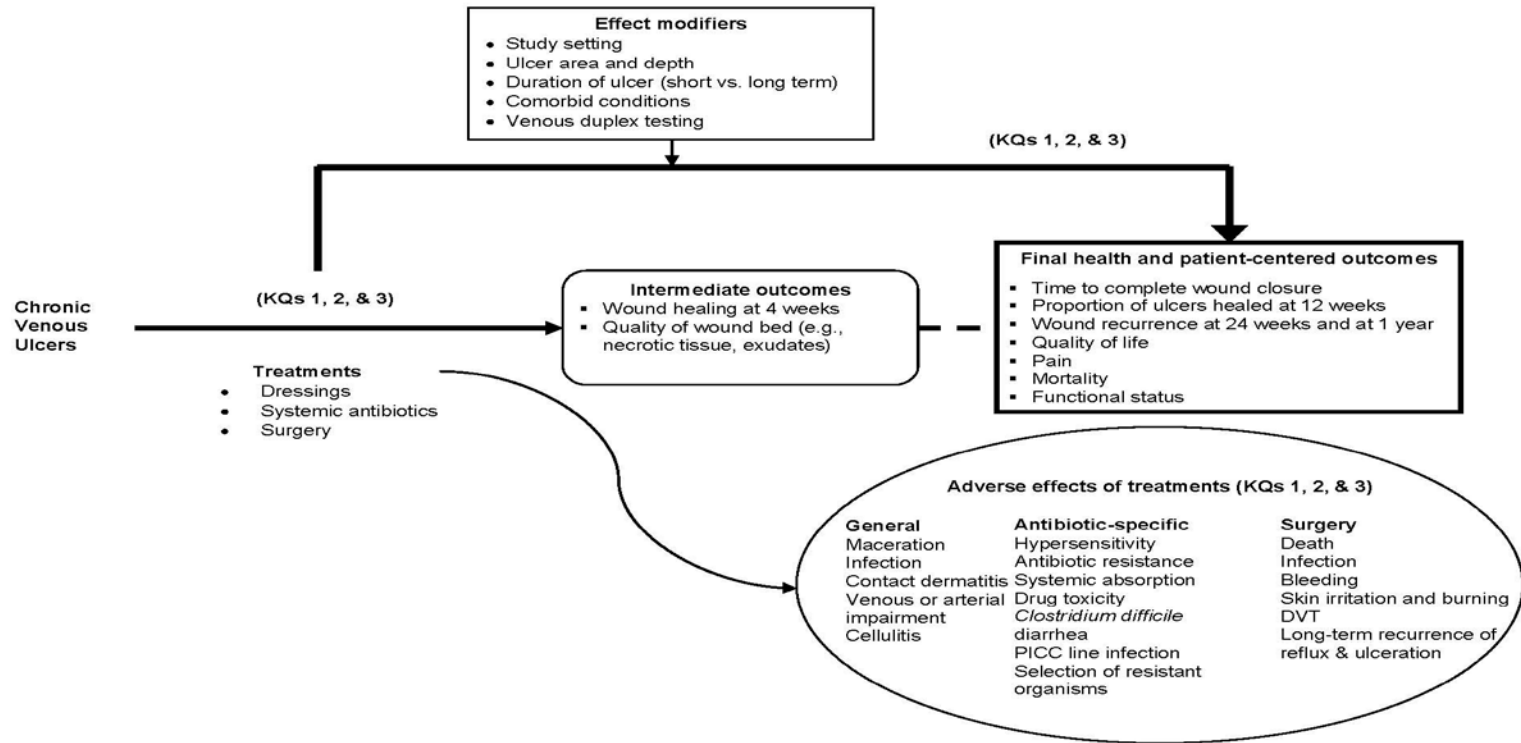 Effect modifiers
• Study setting
• Ulcer area and depth
• Duration of ulcer (short vs. long term)
• Comorbid conditions
• Venous duplex testing
(KQs 1, 2, & 3)
Chronic
Venous
Ulcers
(KQs 1, 2, & 3)
Treatments
• Dressings
• Systemic antibiotics
• Surgery
Intermediate outcomes
▪ Wound healing at 4 weeks
▪ Quality of wound bed (e.g.,
necrotic tissue, exudates)
Final health and patient-centered outcomes
▪ Time to complete wound closure
▪ Proportion of ulcers healed at 12 weeks
▪ Wound recurrence at 24 weeks and at 1 year
▪ Quality of life
▪ Pain
▪ Mortality
▪ Functional status
Adverse effects of treatments (KQs 1, 2, & 3)
General
Maceration
Infection
Contact dermatitis
Venous or arterial
impairment
Cellulitis
Antibiotic-specific
Hypersensitivity
Antibiotic resistance
Systemic absorption
Drug toxicity
Clostridium difficile
diarrhea
PICC line infection
Selection of resistant
organisms
Surgery
Death
Infection
Bleeding
Skin irritation and burning
DVT
Long-term recurrence of
reflux & ulceration